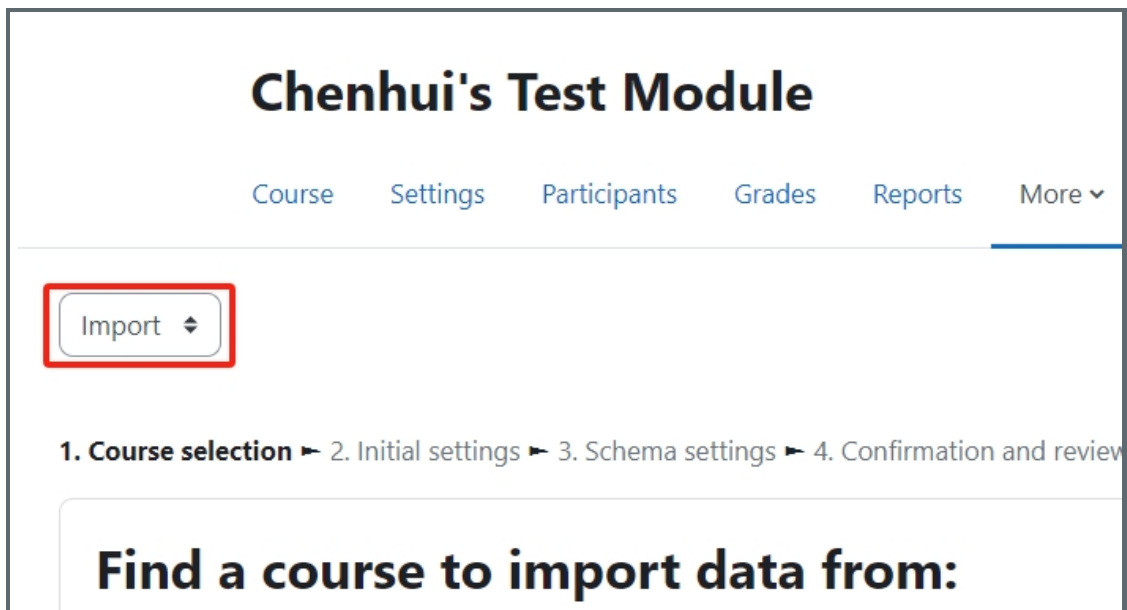 Chenhui's Test Module
Course Settings Participants Grades Reports More
Import
1. Course selection ► 2. Initial settings ► 3. Schema settings ► 4. Confirmation and review
Find a course to import data from: